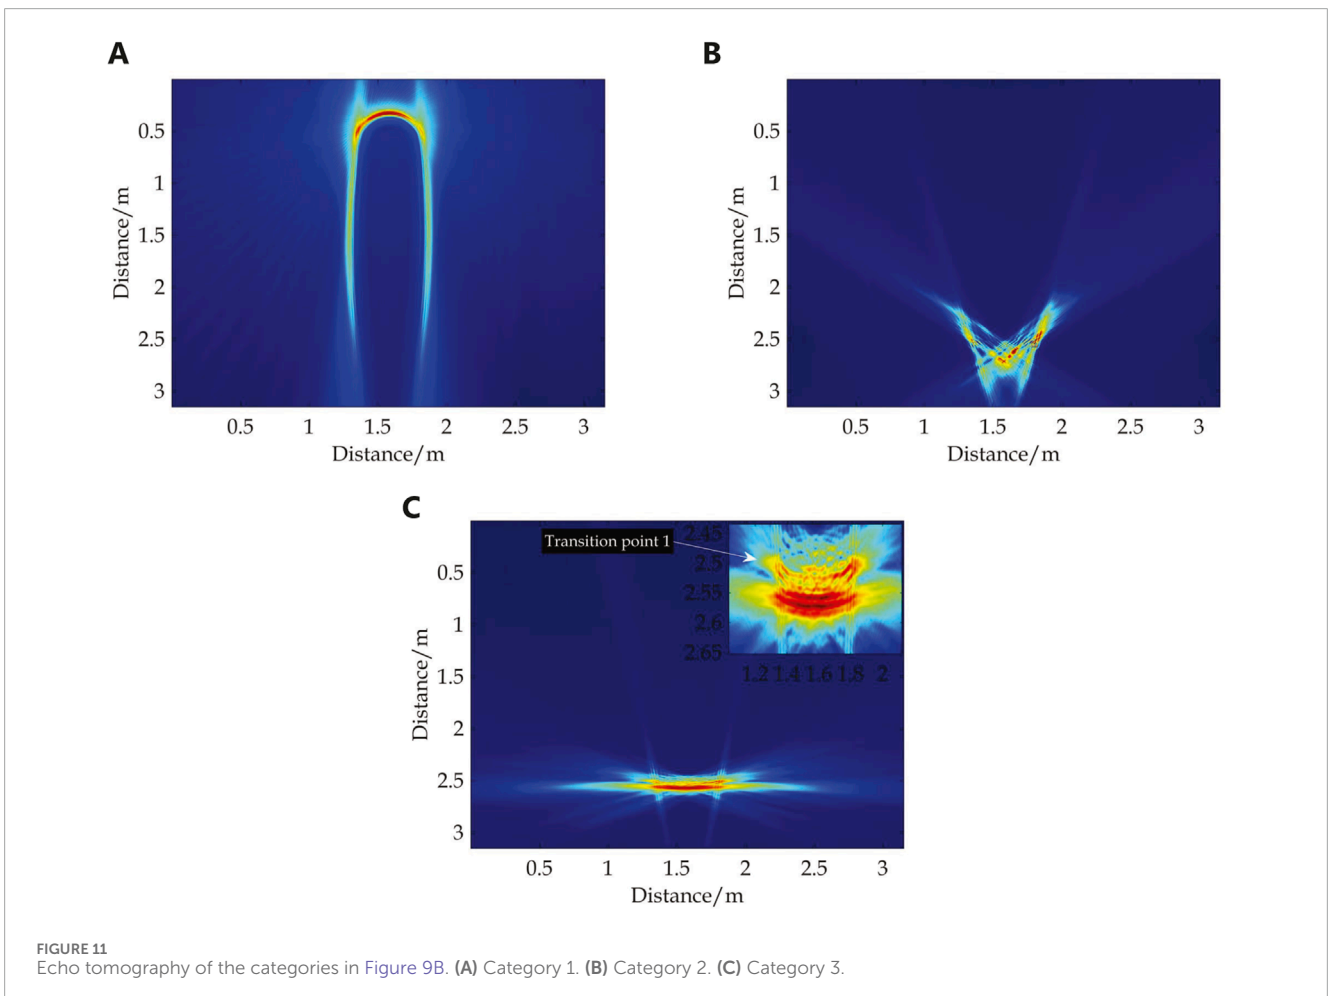 A
0.5
1
1.5
2
2.5
3
Distance/m
0.5 1 1.5 2 2.5 3
Distance/m
B
0.5
1
1.5
2
2.5
3
Distance/m
0.5 1 1.5 2 2.5 3
Distance/m
C
Transition point 1
2.45
2.5
2.55
2.6
2.65
1.2 1.4 1.6 1.8 2
0.5
1
1.5
2
2.5
3
Distance/m
0.5 1 1.5 2 2.5 3
Distance/m
FIGURE 11
Echo tomography of the categories in Figure 9B. (A) Category 1. (B) Category 2. (C) Category 3.